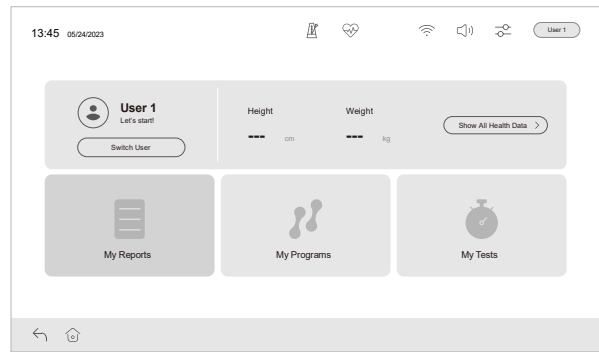 13:45 05/24/2023
User 1
User 1
Let's start!
Switch User
Height
--- cm
Weight
--- kg
Show All Health Data
My Reports
My Programs
My Tests